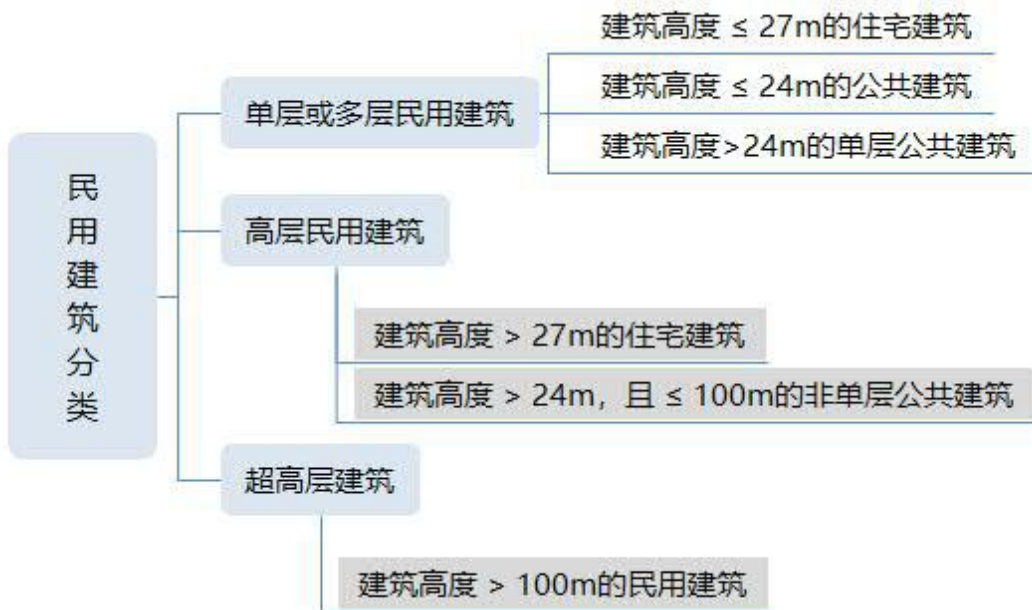 民用建筑分类
单层或多层民用建筑
建筑高度 ≤ 27m的住宅建筑
建筑高度 ≤ 24m的公共建筑
建筑高度>24m的单层公共建筑
高层民用建筑
建筑高度 > 27m的住宅建筑
建筑高度 > 24m，且 ≤ 100m的非单层公共建筑
超高层建筑
建筑高度 > 100m的民用建筑